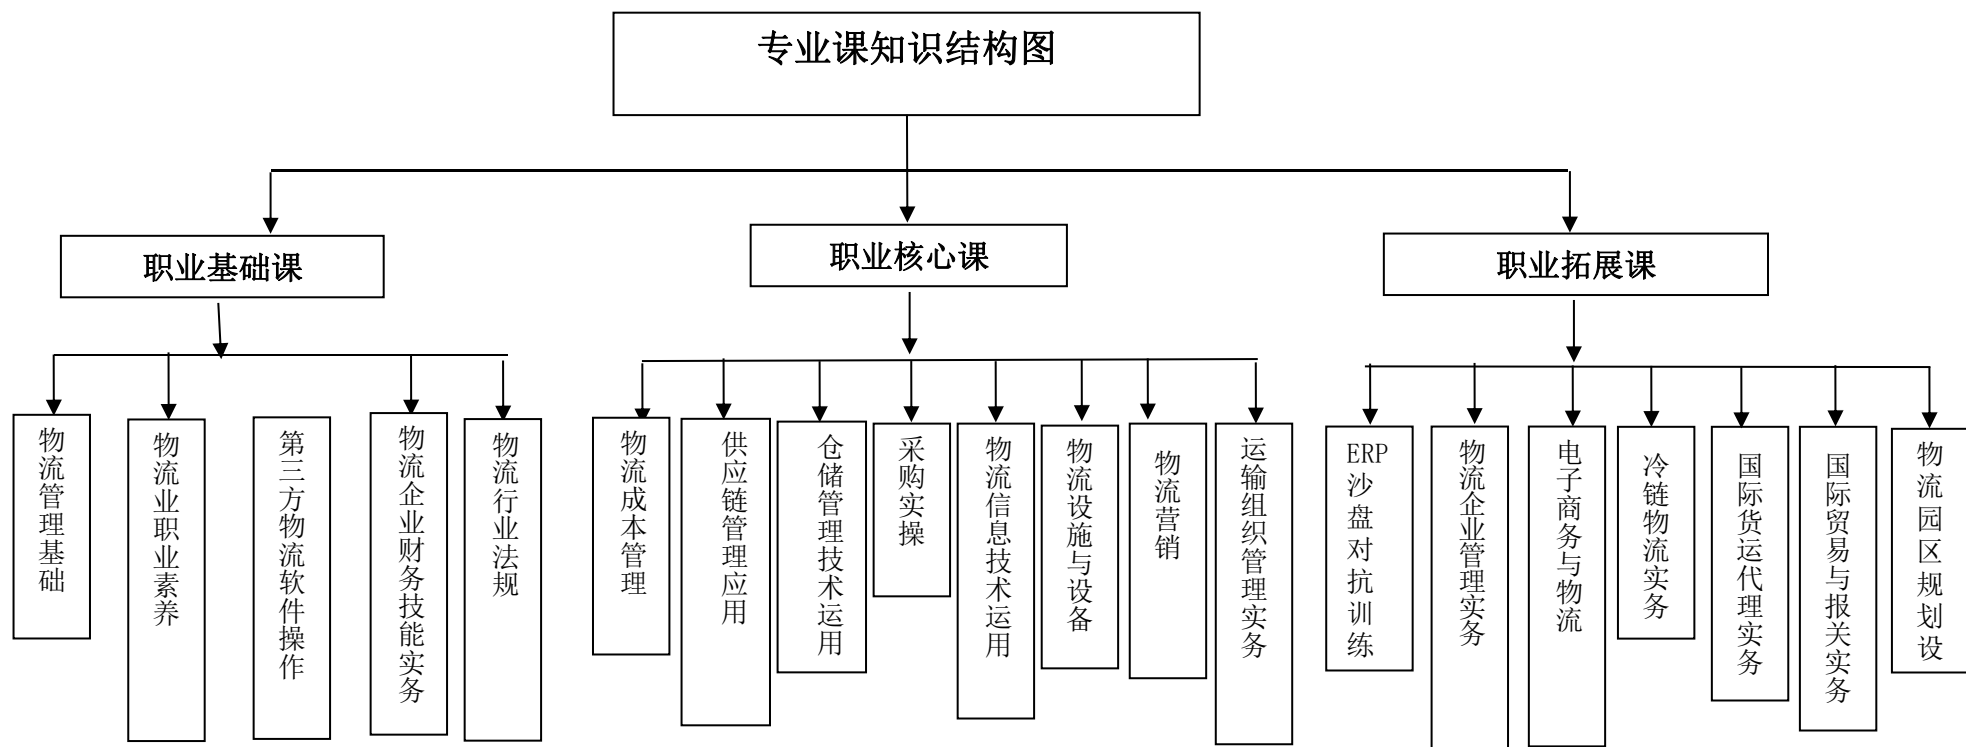 专业课知识结构图
职业基础课
职业核心课
职业拓展课
物流管理基础
物流业职业素养
第三方物流软件操作
物流企业财务技能实务
物流行业法规
物流成本管理
供应链管理应用
仓储管理技术运用
采购实操
物流信息技术运用
物流设施与设备
物流营销
运输组织管理实务
ERP沙盘对抗训练
物流企业管理实务
电子商务与物流
冷链物流实务
国际货运代理实务
国际贸易与报关实务
物流园区规划设